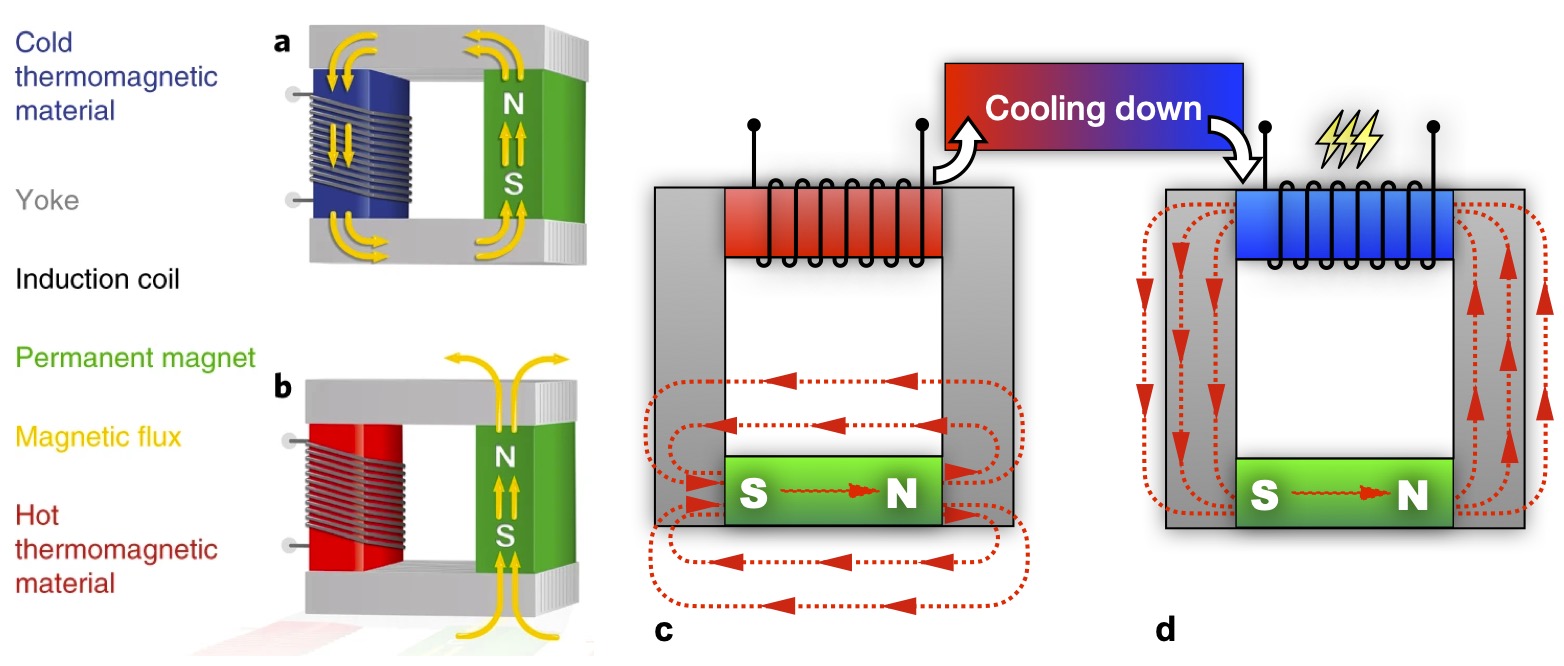 Cold
thermomagnetic
material
Yoke
Induction coil
Permanent magnet
Magnetic flux
Hot
thermomagnetic
material
a
N
S
b
N
S
Cooling down
S N
c
S N
d